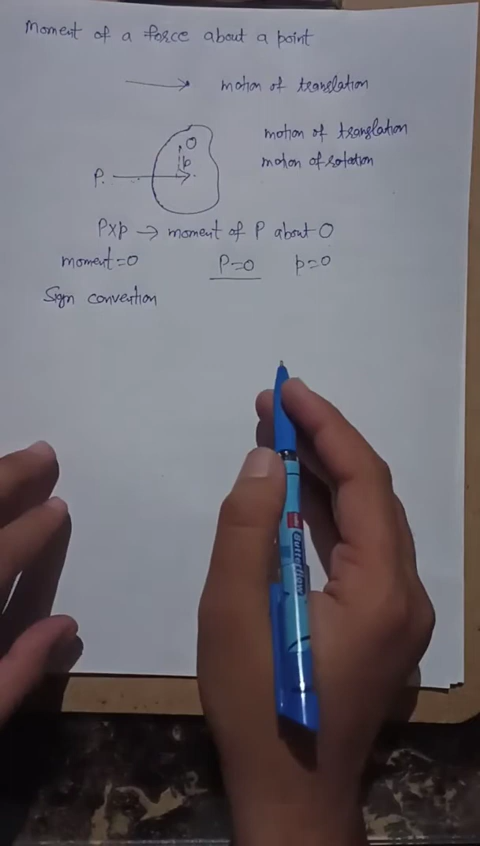 Moment of a force about a point
motion of translation
motion of translation
motion of rotation
O
p
P
P×p → moment of P about O
moment=0 P=0 p=0
Sign convention
Butterflow